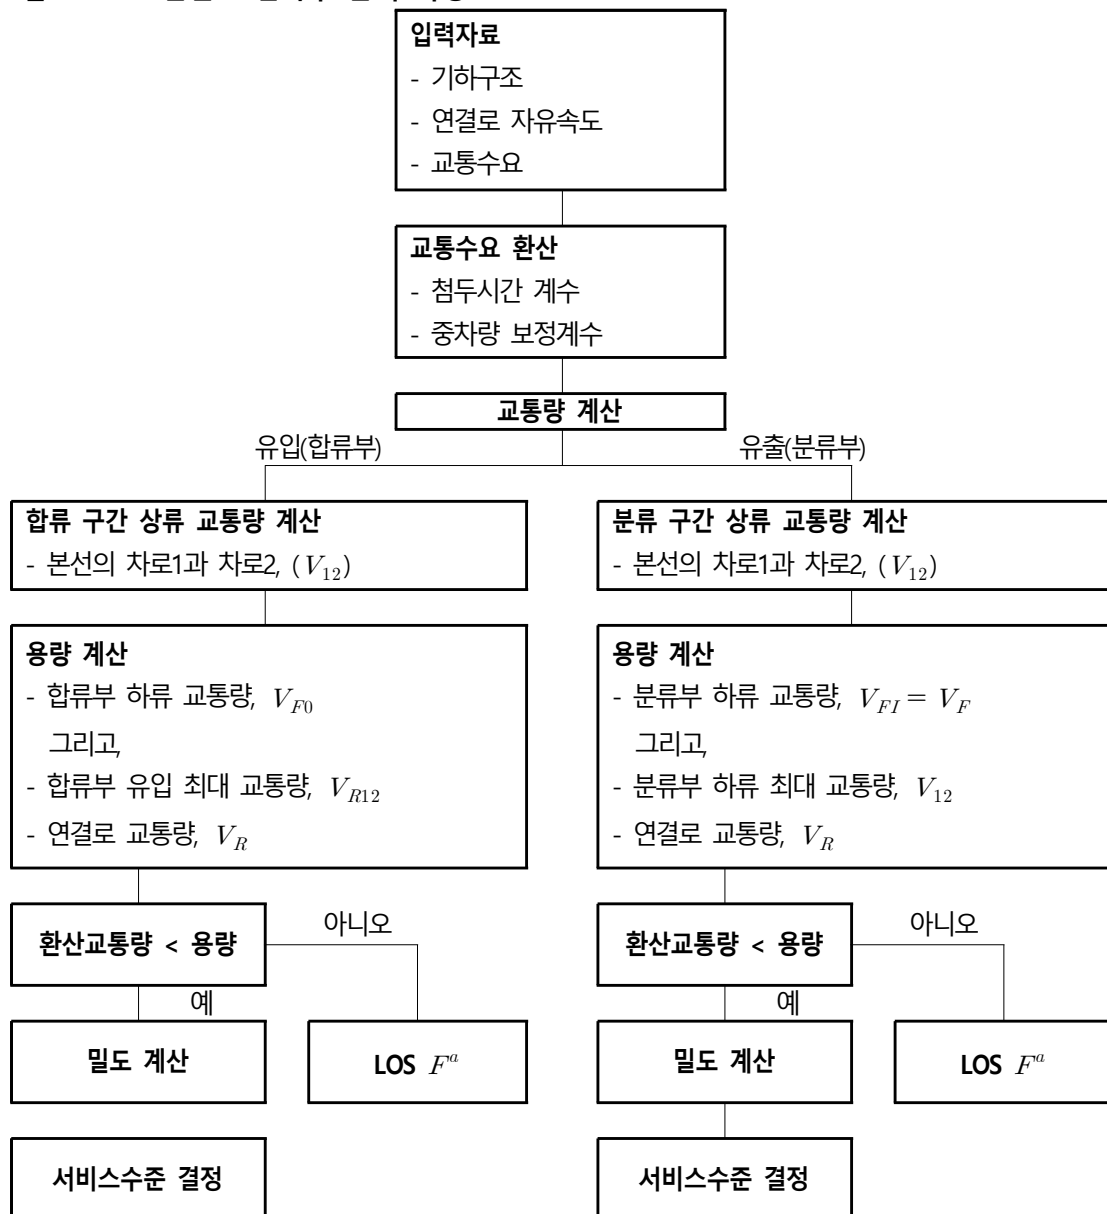 입력자료
- 기하구조
- 연결로 자유속도
- 교통수요
교통수요 환산
- 첨두시간 계수
- 중차량 보정계수
교통량 계산
유입(합류부)
유출(분류부)
합류 구간 상류 교통량 계산
- 본선의 차로1과 차로2, (V₁₂)
분류 구간 상류 교통량 계산
- 본선의 차로1과 차로2, (V₁₂)
용량 계산
- 합류부 하류 교통량, V_{F0}
그리고,
- 합류부 유입 최대 교통량, V_{R12}
- 연결로 교통량, V_R
용량 계산
- 분류부 하류 교통량, V_{FI} = V_F
그리고,
- 분류부 하류 최대 교통량, V₁₂
- 연결로 교통량, V_R
환산교통량 < 용량
아니오
예
밀도 계산
LOS Fᵃ
서비스수준 결정
환산교통량 < 용량
아니오
예
밀도 계산
LOS Fᵃ
서비스수준 결정